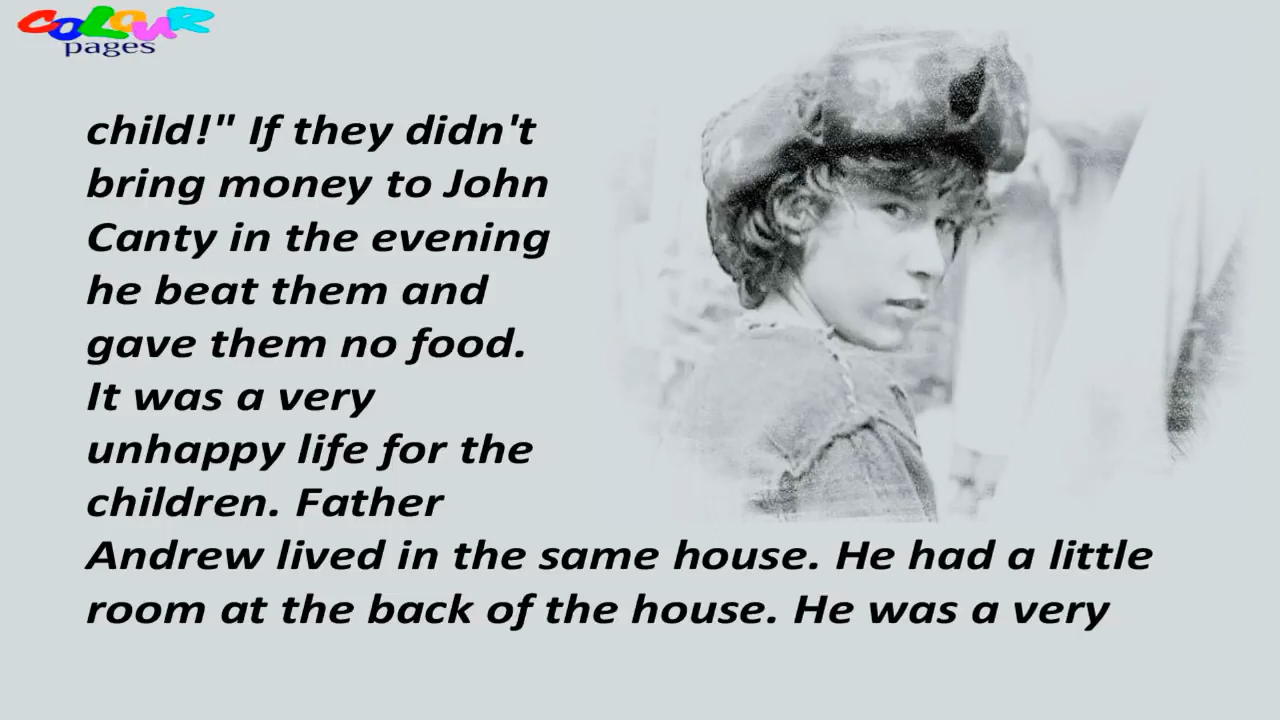 COLOUR
pages
child!" If they didn't
bring money to John
Canty in the evening
he beat them and
gave them no food.
It was a very
unhappy life for the
children. Father
Andrew lived in the same house. He had a little
room at the back of the house. He was a very